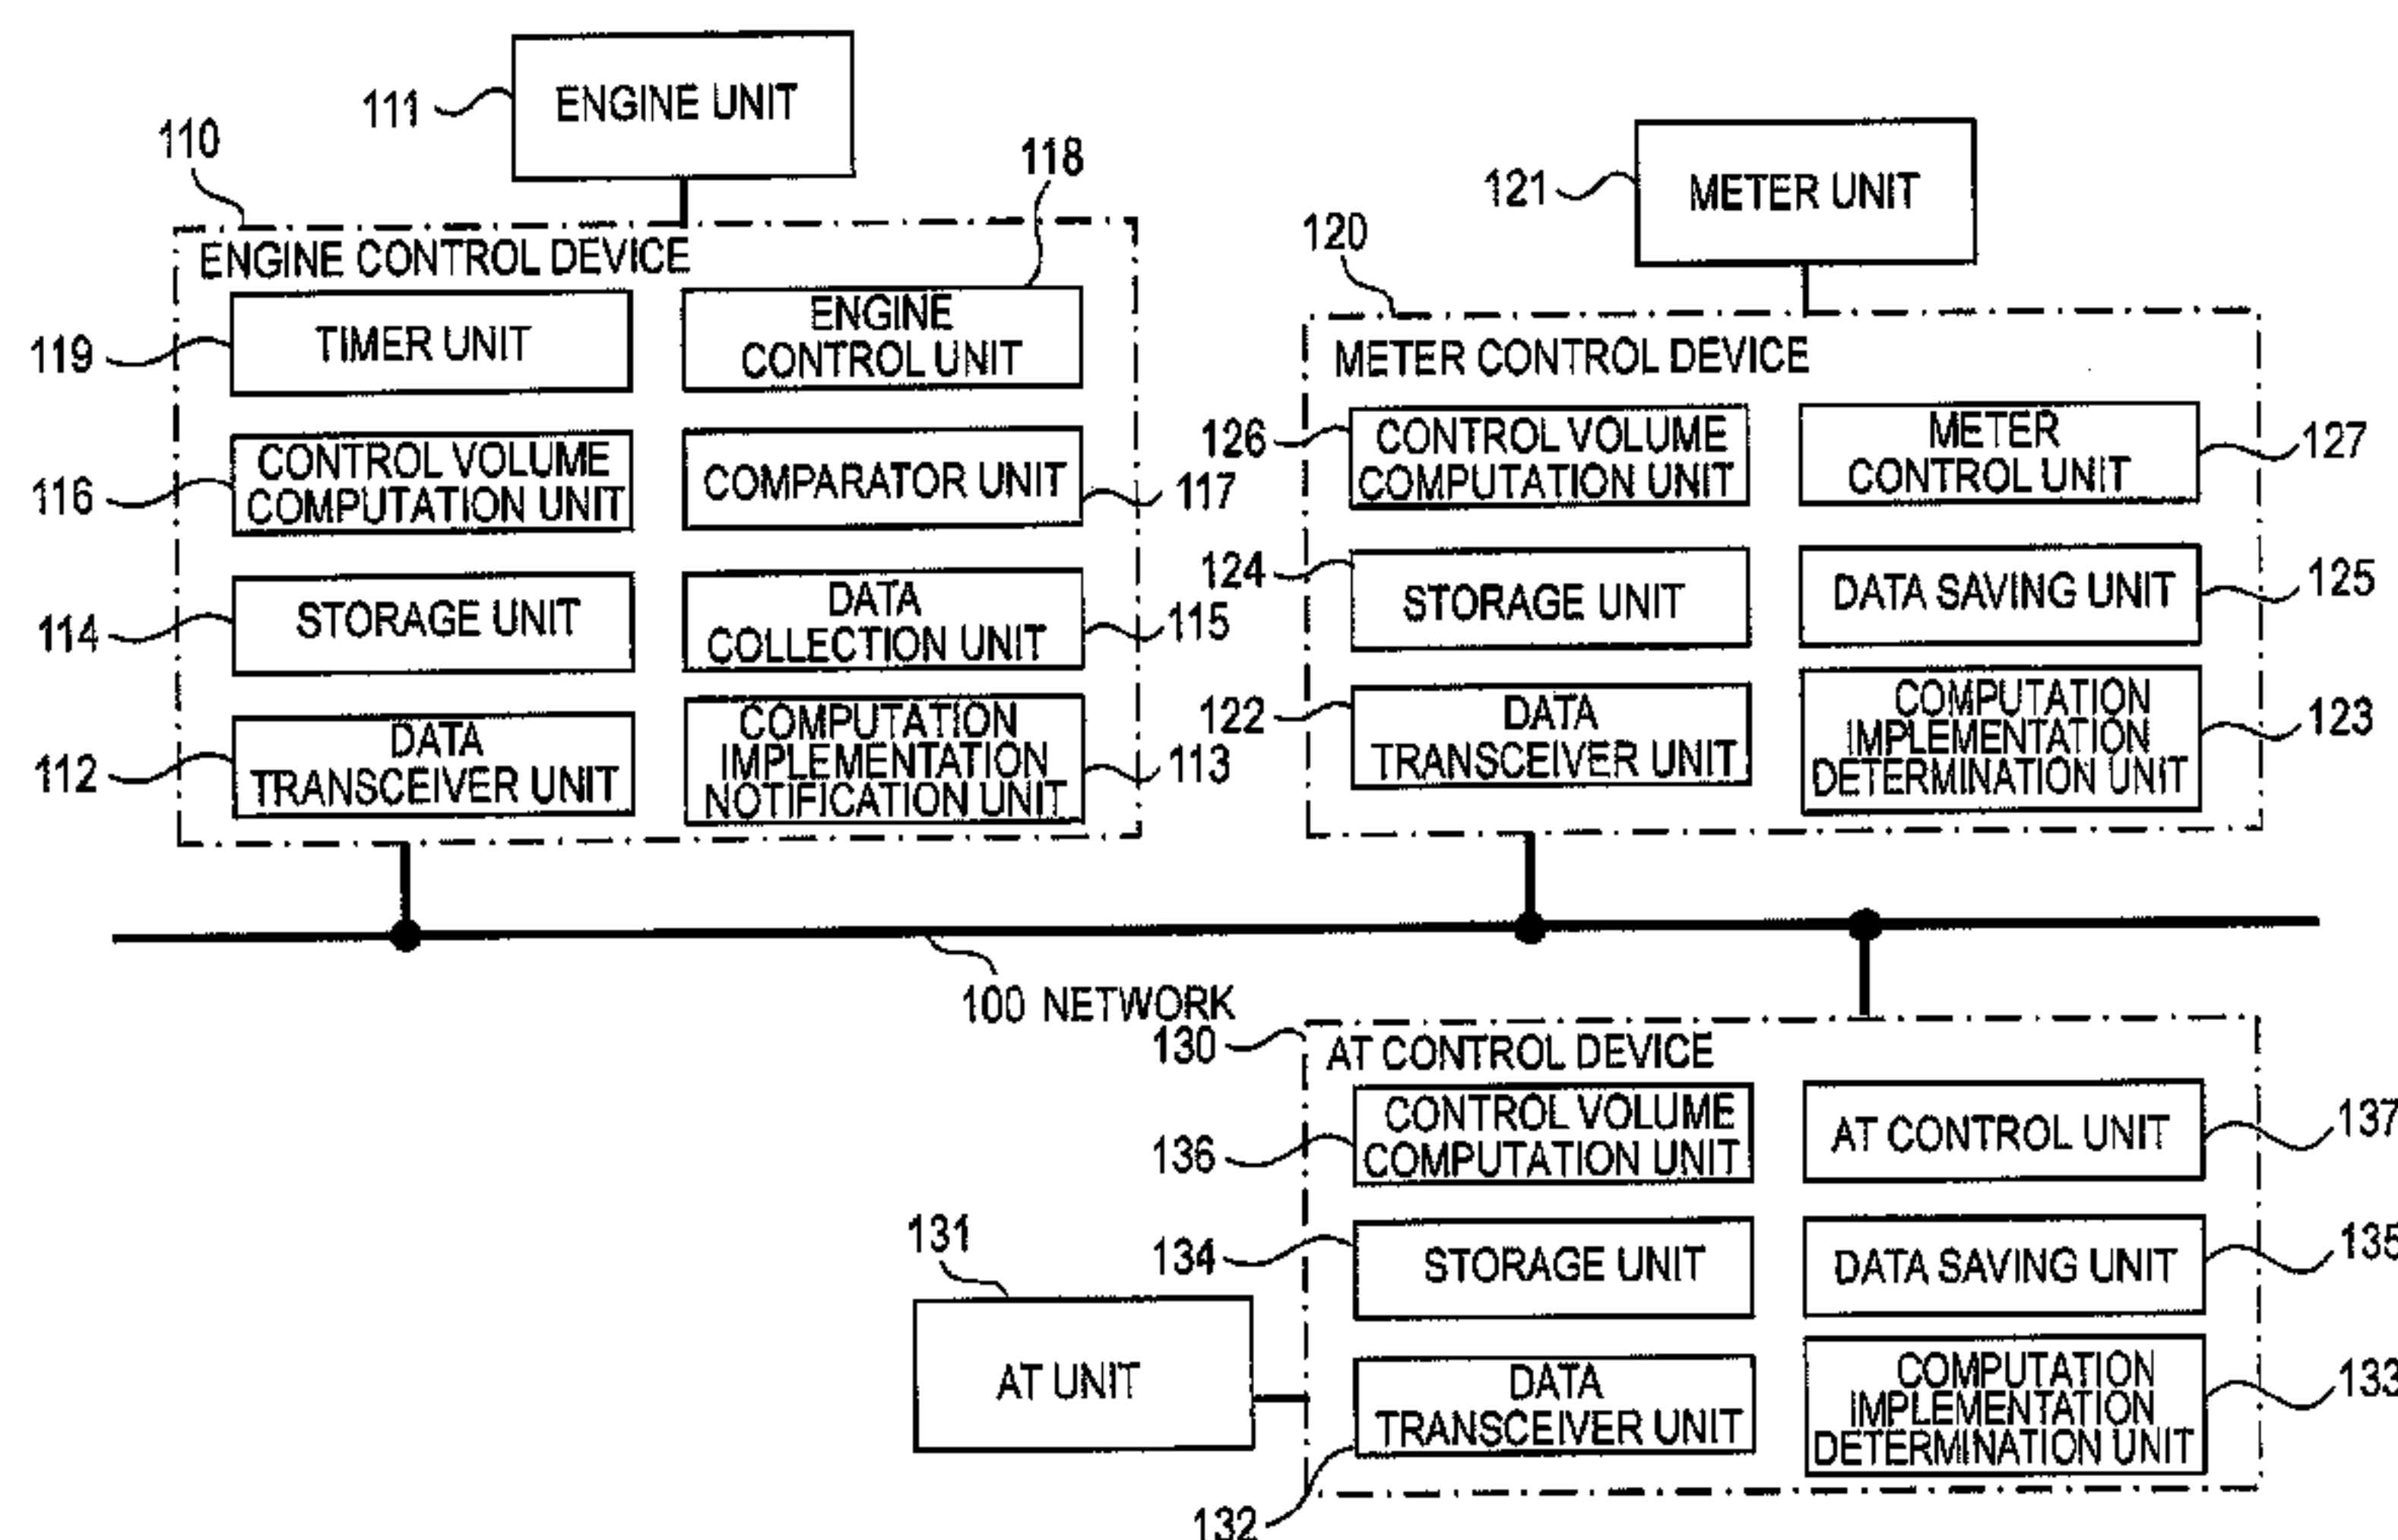 111
ENGINE UNIT
110
118
ENGINE CONTROL DEVICE
119
TIMER UNIT
ENGINE
CONTROL UNIT
116
CONTROL VOLUME
COMPUTATION UNIT
COMPARATOR UNIT
117
114
STORAGE UNIT
DATA
COLLECTION UNIT
115
112
DATA
TRANSCEIVER UNIT
COMPUTATION
IMPLEMENTATION
NOTIFICATION UNIT
113
121
METER UNIT
120
METER CONTROL DEVICE
126
CONTROL VOLUME
COMPUTATION UNIT
METER
CONTROL UNIT
127
124
STORAGE UNIT
DATA SAVING UNIT
125
122
DATA
TRANSCEIVER UNIT
COMPUTATION
IMPLEMENTATION
DETERMINATION UNIT
123
100 NETWORK
130
AT CONTROL DEVICE
136
CONTROL VOLUME
COMPUTATION UNIT
AT CONTROL UNIT
137
131
AT UNIT
134
STORAGE UNIT
DATA SAVING UNIT
135
132
DATA
TRANSCEIVER UNIT
COMPUTATION
IMPLEMENTATION
DETERMINATION UNIT
133